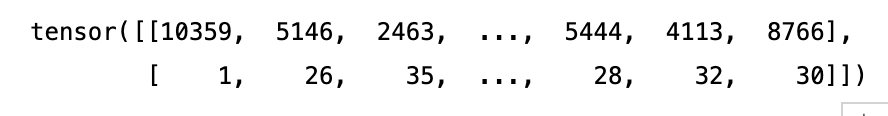 tensor([[10359, 5146, 2463, ..., 5444, 4113, 8766],
[ 1, 26, 35, ..., 28, 32, 30]])